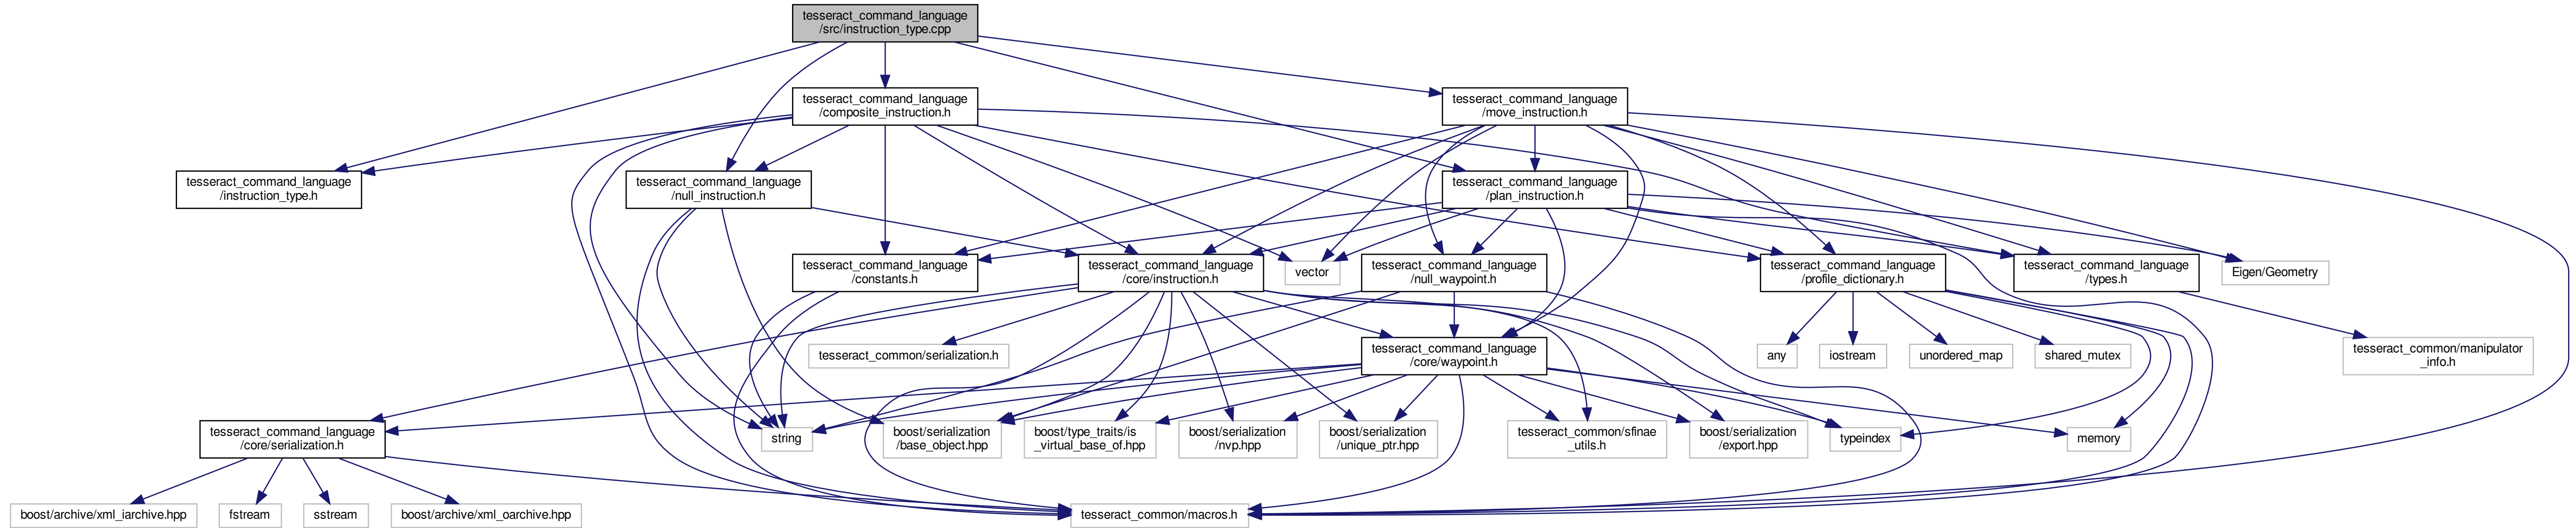 tesseract_command_language
/src/instruction_type.cpp
tesseract_command_language
/composite_instruction.h
tesseract_command_language
/move_instruction.h
tesseract_command_language
/instruction_type.h
tesseract_command_language
/null_instruction.h
tesseract_command_language
/plan_instruction.h
tesseract_command_language
/constants.h
tesseract_command_language
/core/instruction.h
vector
tesseract_command_language
/null_waypoint.h
tesseract_command_language
/profile_dictionary.h
tesseract_command_language
/types.h
Eigen/Geometry
tesseract_common/serialization.h
tesseract_command_language
/core/waypoint.h
any
iostream
unordered_map
shared_mutex
tesseract_common/manipulator
_info.h
tesseract_command_language
/core/serialization.h
string
boost/serialization
/base_object.hpp
boost/type_traits/is
_virtual_base_of.hpp
boost/serialization
/nvp.hpp
boost/serialization
/unique_ptr.hpp
tesseract_common/sfinae
_utils.h
boost/serialization
/export.hpp
typeindex
memory
boost/archive/xml_iarchive.hpp
fstream
sstream
boost/archive/xml_oarchive.hpp
tesseract_common/macros.h